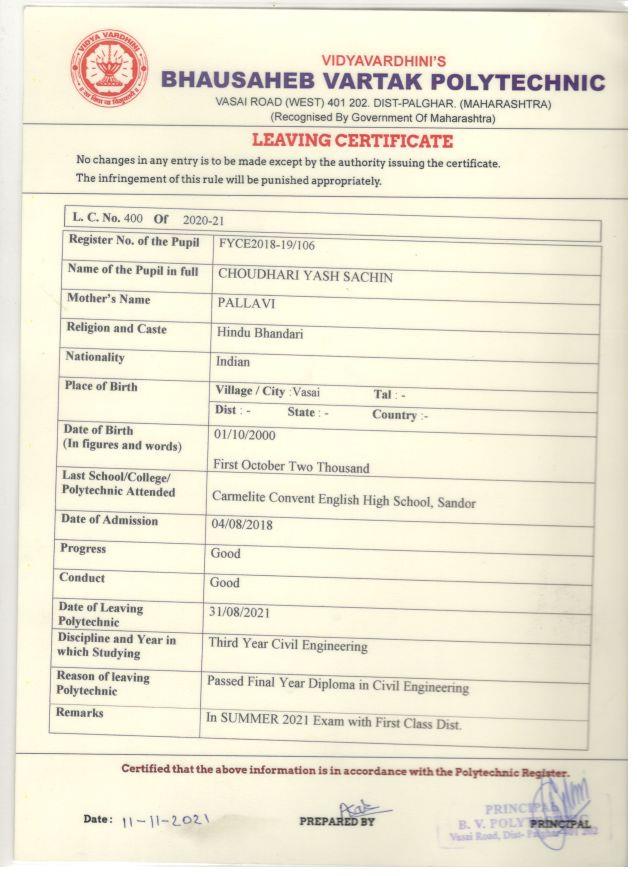 VIDYA VARDHINI
VIDYAVARDHINI'S
BHAUSAHEB VARTAK POLYTECHNIC
VASAI ROAD (WEST) 401 202. DIST-PALGHAR. (MAHARASHTRA)
(Recognised By Government Of Maharashtra)
LEAVING CERTIFICATE
No changes in any entry is to be made except by the authority issuing the certificate.
The infringement of this rule will be punished appropriately.
L. C. No. 400 Of 2020-21
Register No. of the Pupil FYCE2018-19/106
Name of the Pupil in full CHOUDHARI YASH SACHIN
Mother's Name PALLAVI
Religion and Caste Hindu Bhandari
Nationality Indian
Place of Birth Village / City :Vasai Tal : -
Dist : - State : - Country :-
Date of Birth 01/10/2000
(In figures and words)
First October Two Thousand
Last School/College/
Polytechnic Attended Carmelite Convent English High School, Sandor
Date of Admission 04/08/2018
Progress Good
Conduct Good
Date of Leaving 31/08/2021
Polytechnic
Discipline and Year in Third Year Civil Engineering
which Studying
Reason of leaving Passed Final Year Diploma in Civil Engineering
Polytechnic
Remarks In SUMMER 2021 Exam with First Class Dist.
Certified that the above information is in accordance with the Polytechnic Register.
Date: 11-11-2021 PREPARED BY PRINCIPAL
PRINCIPAL
B. V. POLYTECHNIC
Vasai Road, Dist- Palghar-401 202